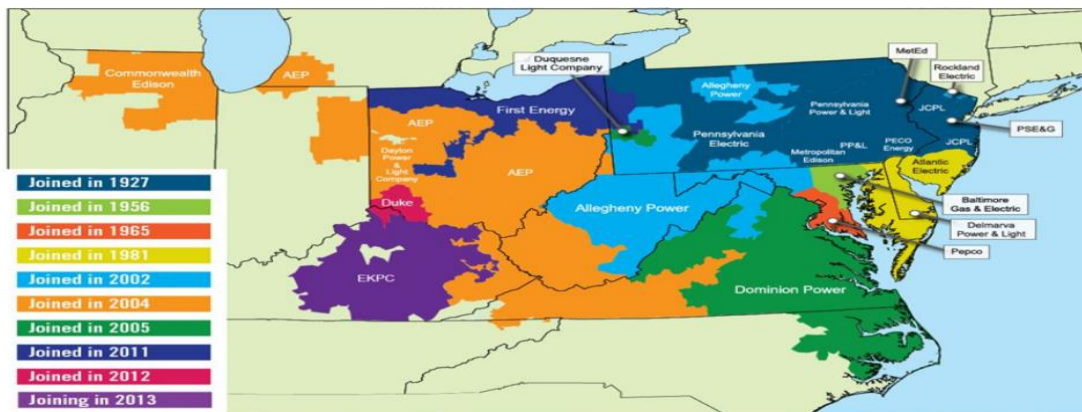 Commonwealth
Edison
AEP
Duquesne
Light Company
First Energy
AEP
Dayton
Power
&
Light
Company
AEP
Duke
EKPC
Allegheny
Power
Pennsylvania
Power & Light
Pennsylvania
Electric
PP&L
Metropolitan
Edison
PECO
Energy
MetEd
Rockland
Electric
JCPL
PSE&G
JCPL
Atlantic
Electric
Baltimore
Gas & Electric
Delmarva
Power & Light
Pepco
Allegheny Power
Dominion Power
Joined in 1927
Joined in 1956
Joined in 1965
Joined in 1981
Joined in 2002
Joined in 2004
Joined in 2005
Joined in 2011
Joined in 2012
Joining in 2013